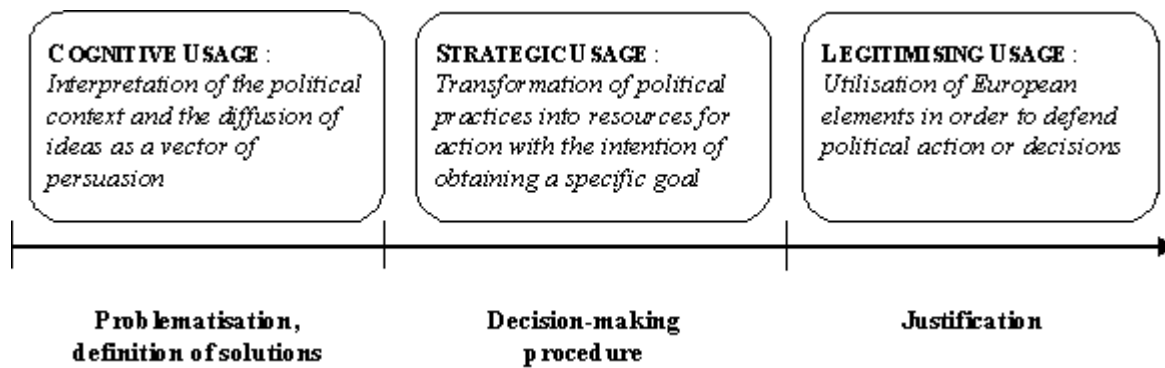 COGNITIVE USAGE :
Interpretation of the political
context and the diffusion of
ideas as a vector of
persuasion
STRATEGIC USAGE :
Transformation of political
practices into resources for
action with the intention of
obtaining a specific goal
LEGITIMISING USAGE :
Utilisation of European
elements in order to defend
political action or decisions
Problematisation,
definition of solutions
Decision-making
procedure
Justification